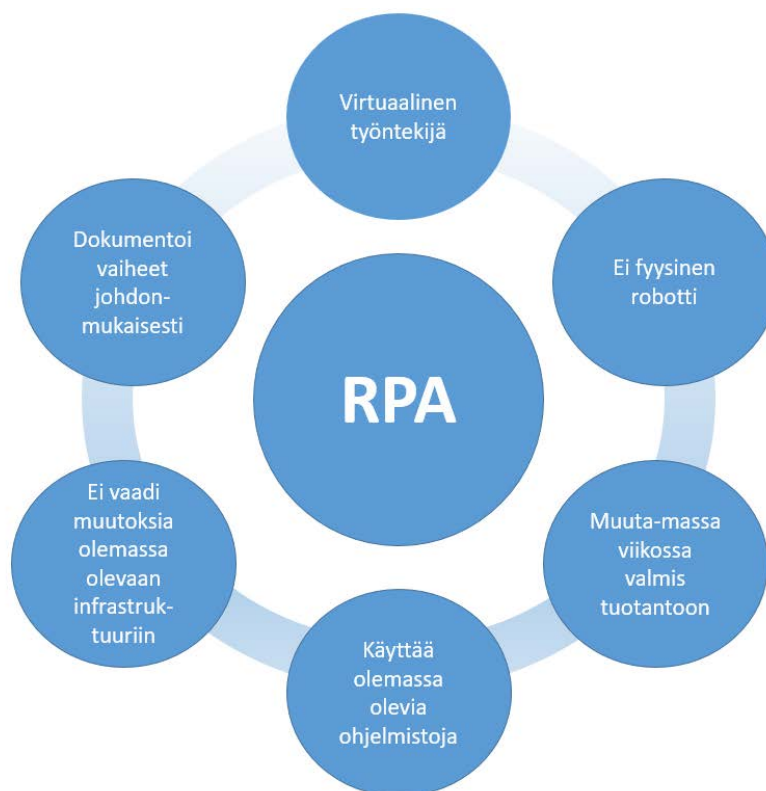 Virtuaalinen
työntekijä
Ei fyysinen
robotti
Muuta-massa
viikossa
valmis
tuotantoon
Käyttää
olemassa
olevia
ohjelmistoja
Ei vaadi
muutoksia
olemassa
olevaan
infrastruk-
tuuriin
Dokumentoi
vaiheet
johdon-
mukaisesti
RPA